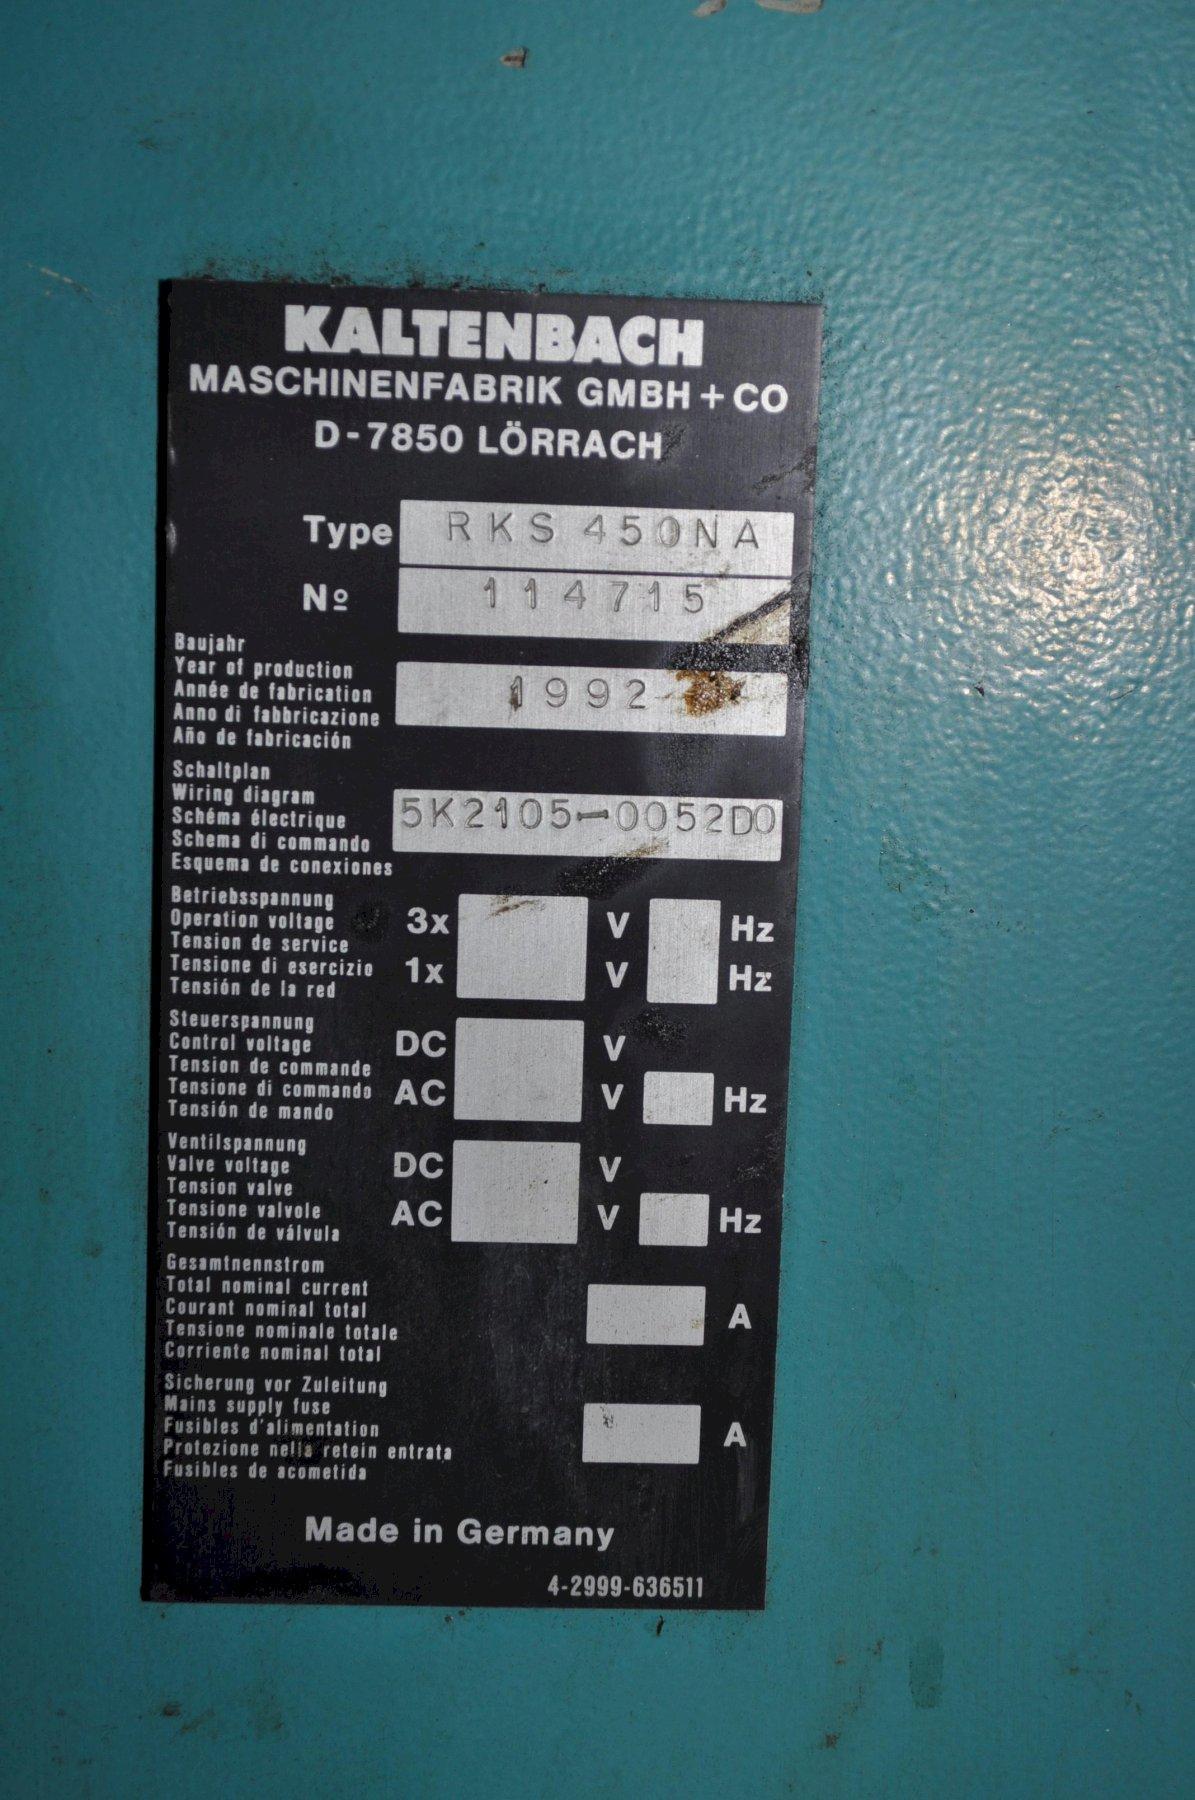 KALTENBACH
MASCHINENFABRIK GMBH + CO
D-7850 LÖRRACH
Type RKS 450NA
Nº 114715
Baujahr
Year of production
Année de fabrication 1992
Anno di fabbricazione
Año de fabricación
Schaltplan
Wiring diagram
Schéma électrique 5K2105-0052D0
Schema di commando
Esquema de conexiones
Betriebsspannung
Operation voltage 3x V Hz
Tension de service
Tensione di esercizio 1x V Hz
Tensión de la red
Steuerspannung
Control voltage DC V
Tension de commande
Tensione di commando AC V Hz
Tensión de mando
Ventilspannung
Valve voltage DC V
Tension valve
Tensione valvole AC V Hz
Tensión de válvula
Gesamtnennstrom
Total nominal current
Courant nominal total A
Tensione nominale totale
Corriente nominal total
Sicherung vor Zuleitung
Mains supply fuse
Fusibles d'alimentation A
Protezione nella retein entrata
Fusibles de acometida
Made in Germany
4-2999-636511